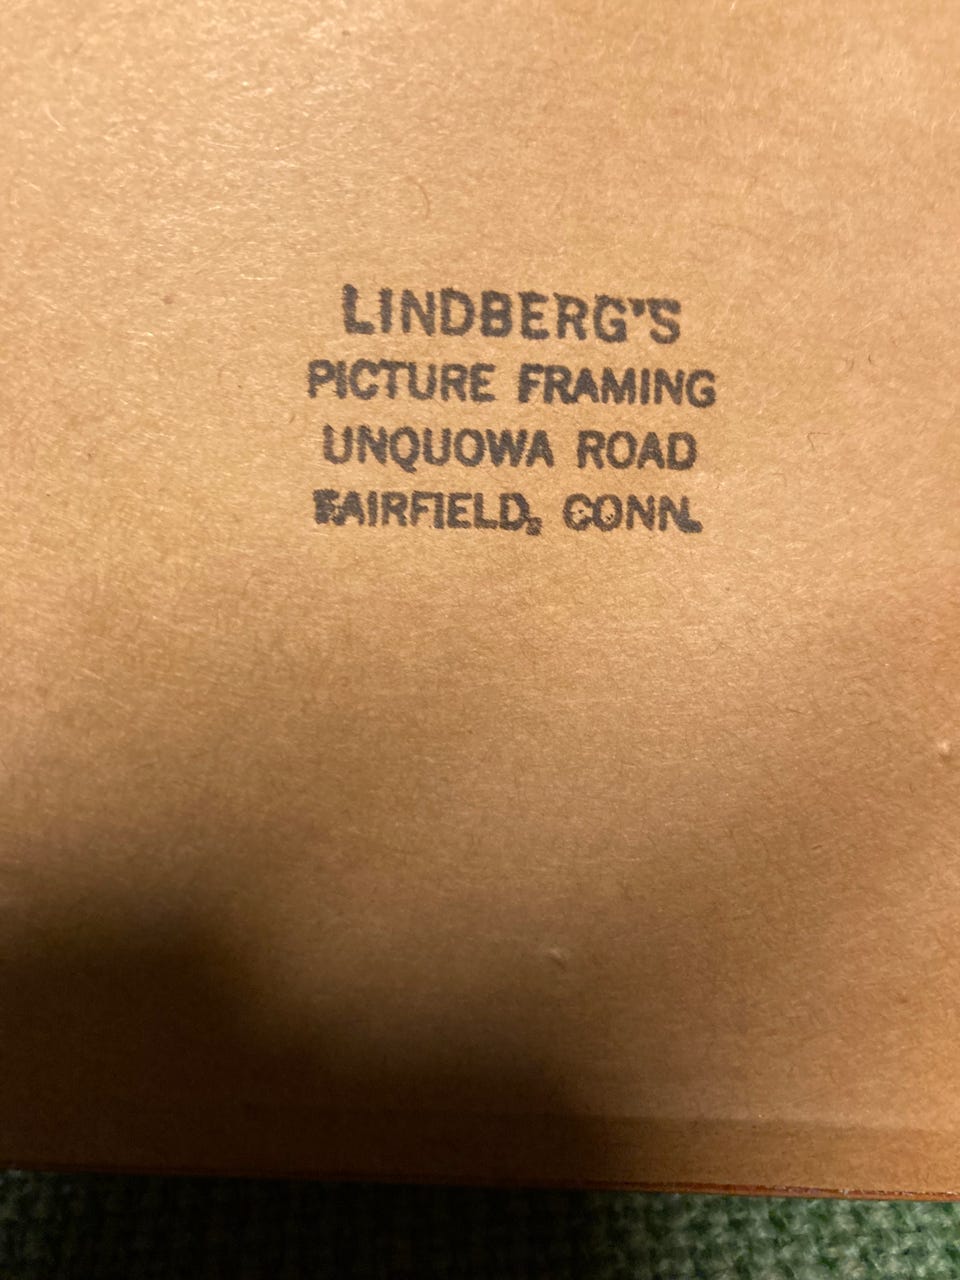 LINDBERG'S
PICTURE FRAMING
UNQUOWA ROAD
FAIRFIELD, CONN.